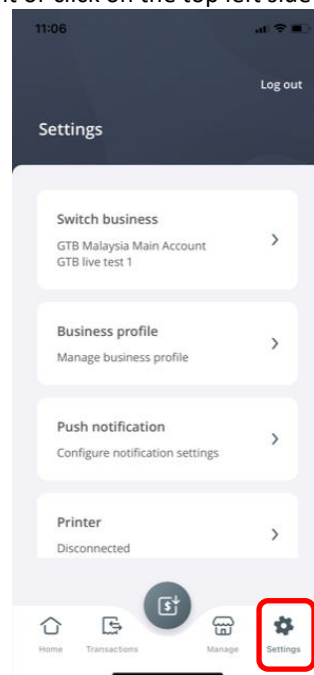 11:06
Log out
Settings
Switch business
GTB Malaysia Main Account
GTB live test 1
Business profile
Manage business profile
Push notification
Configure notification settings
Printer
Disconnected
$
Home
Transactions
Manage
Settings